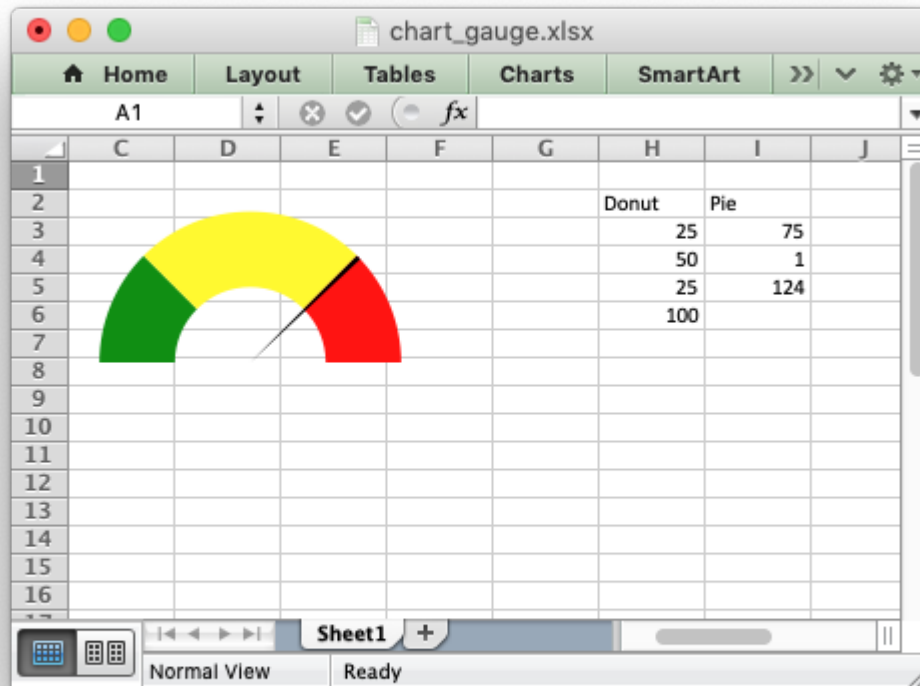 chart_gauge.xlsx
Home Layout Tables Charts SmartArt
A1 fx
C D E F G H I J
1
2 Donut Pie
3 25 75
4 50 1
5 25 124
6 100
7
8
9
10
11
12
13
14
15
16
Sheet1 +
Normal View Ready